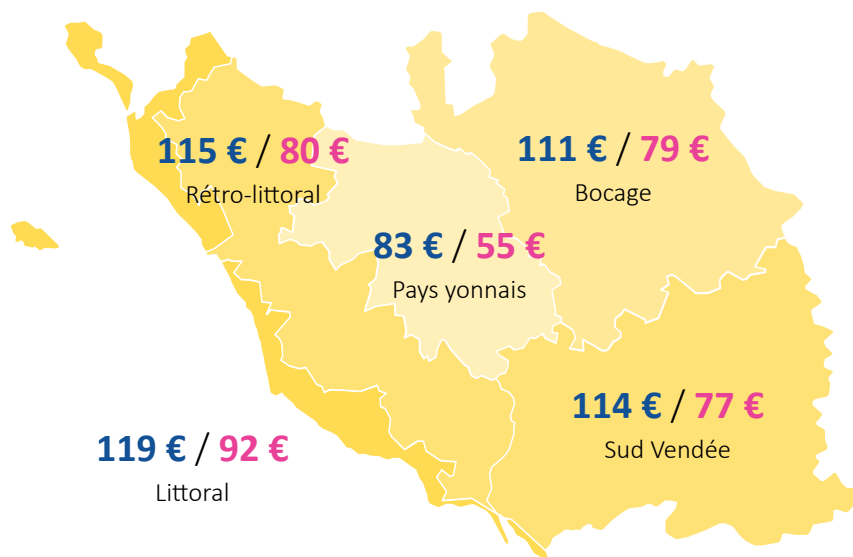 115 € / 80 €
Rétro-littoral
111 € / 79 €
Bocage
83 € / 55 €
Pays yonnais
114 € / 77 €
Sud Vendée
119 € / 92 €
Littoral